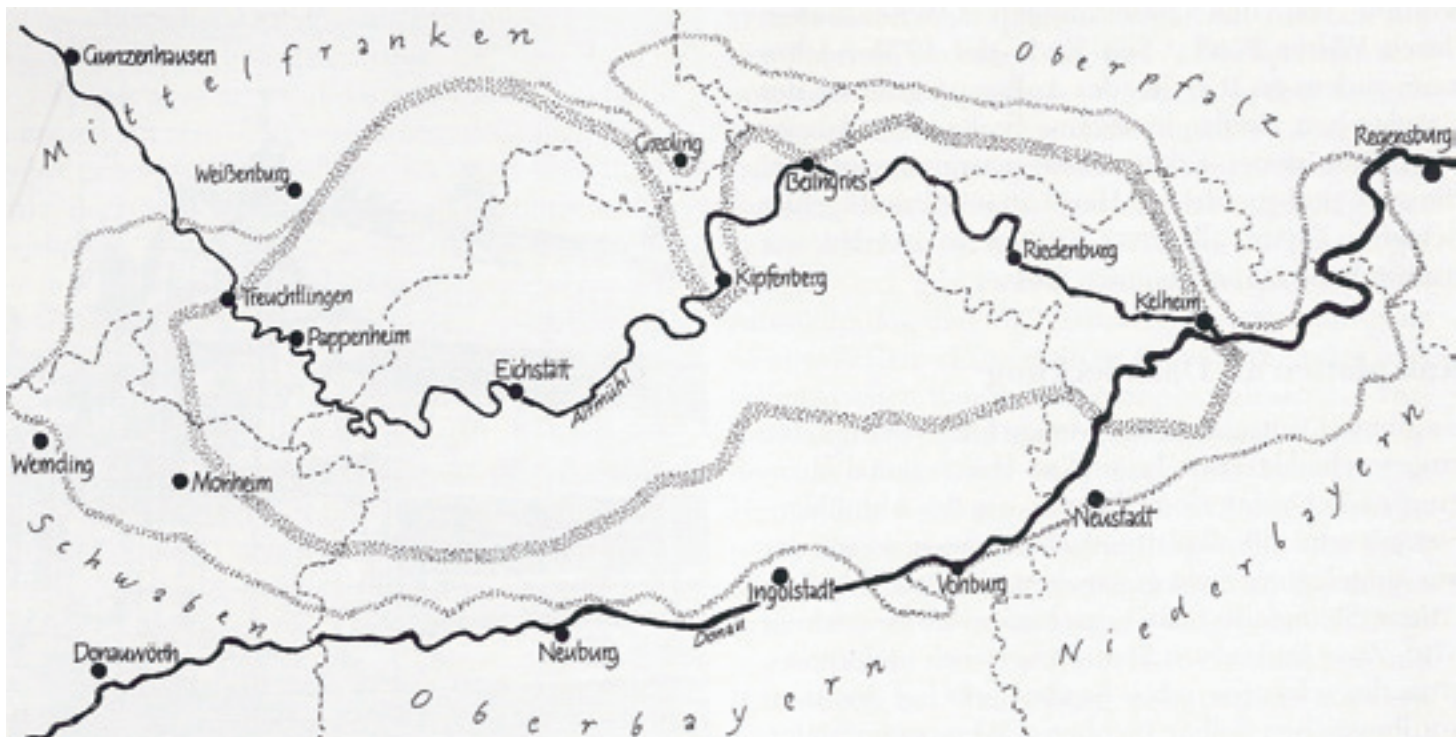 Gunzenhausen
Mittelfranken
Oberpfalz
Regensburg
Weißenburg
Greding
Beilngries
Treuchtlingen
Kipfenberg
Riedenburg
Pappenheim
Kelheim
Eichstätt
Altmühl
Wemding
Monheim
Neustadt
Schwaben
Ingolstadt
Vohburg
Donau
Neuburg
Donauwörth
Oberbayern
Niederbayern